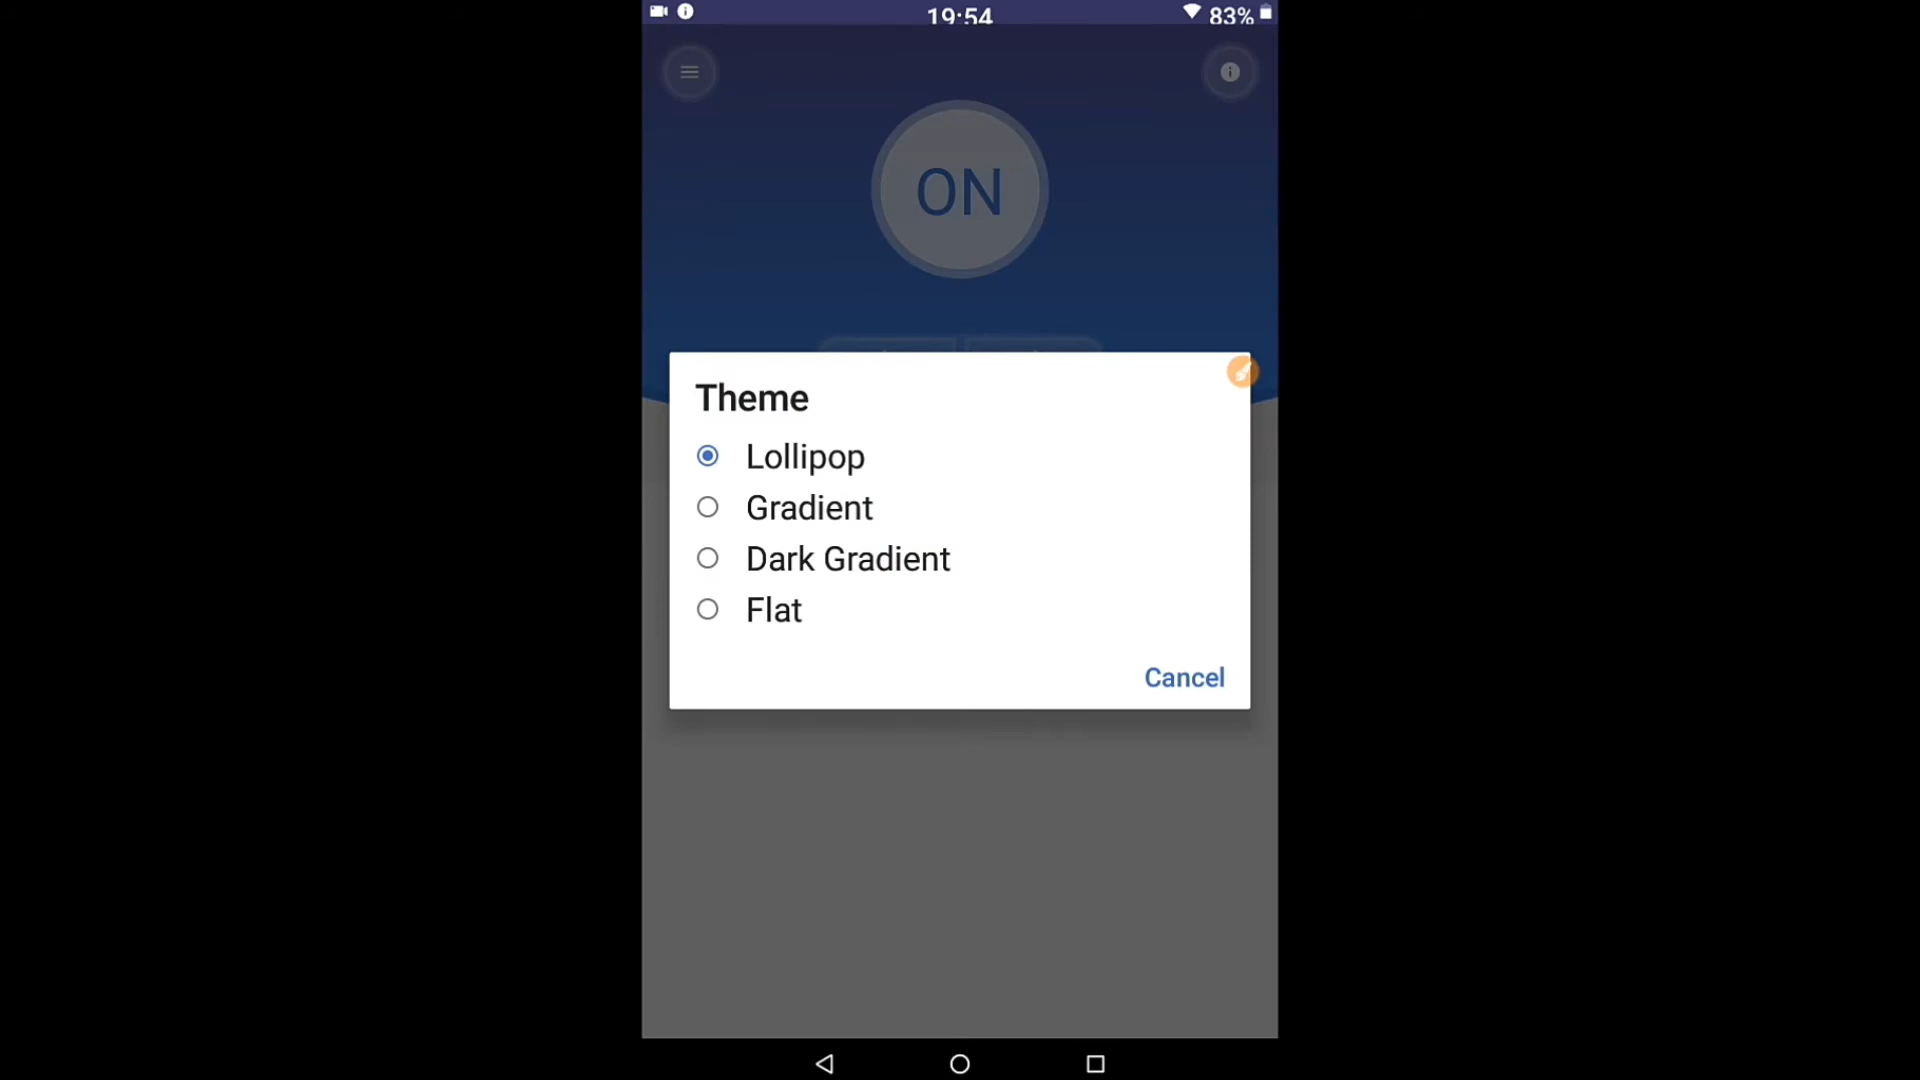 19:54
83%
ON
Theme
Lollipop
Gradient
Dark Gradient
Flat
Cancel